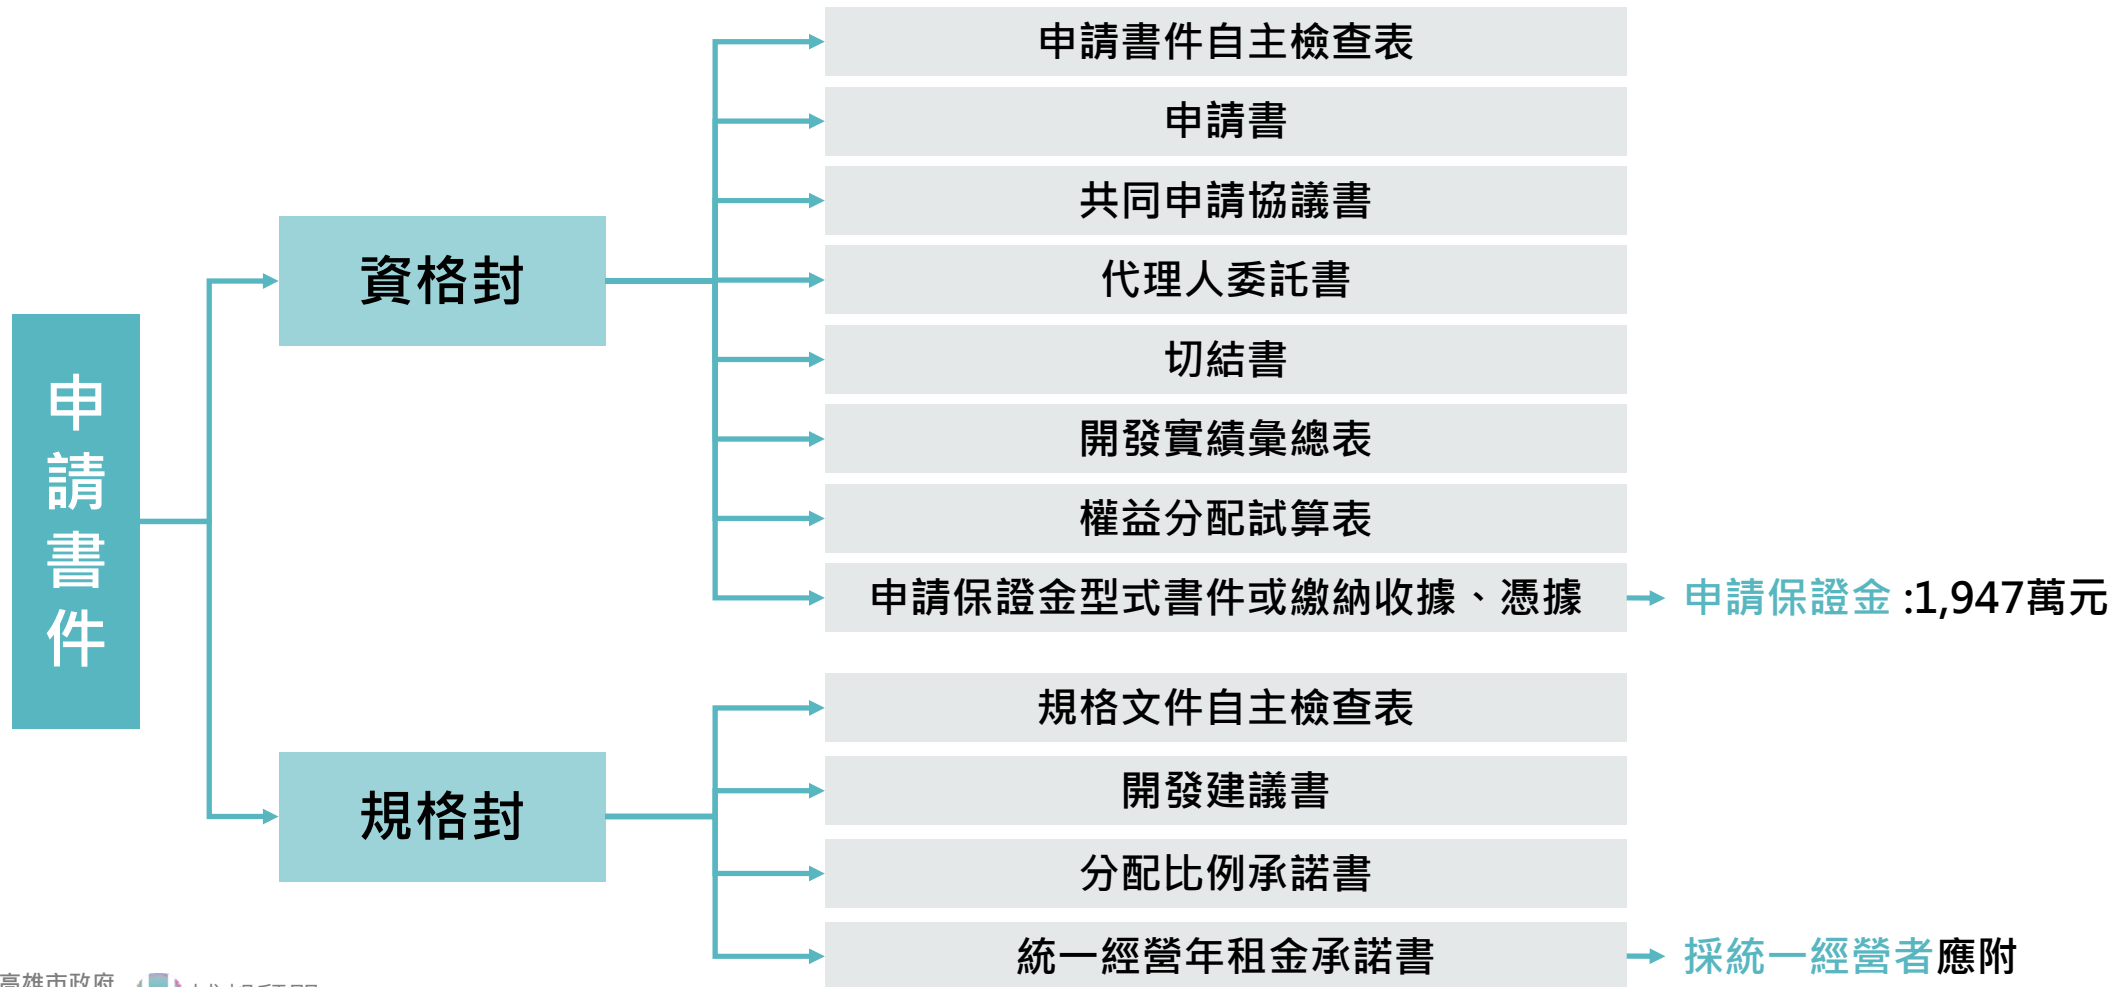 申請書件
資格封
申請書件自主檢查表
申請書
共同申請協議書
代理人委託書
切結書
開發實績彙總表
權益分配試算表
申請保證金型式書件或繳納收據、憑據
申請保證金:1,947萬元
規格封
規格文件自主檢查表
開發建議書
分配比例承諾書
統一經營年租金承諾書
採統一經營者應附
高雄市政府